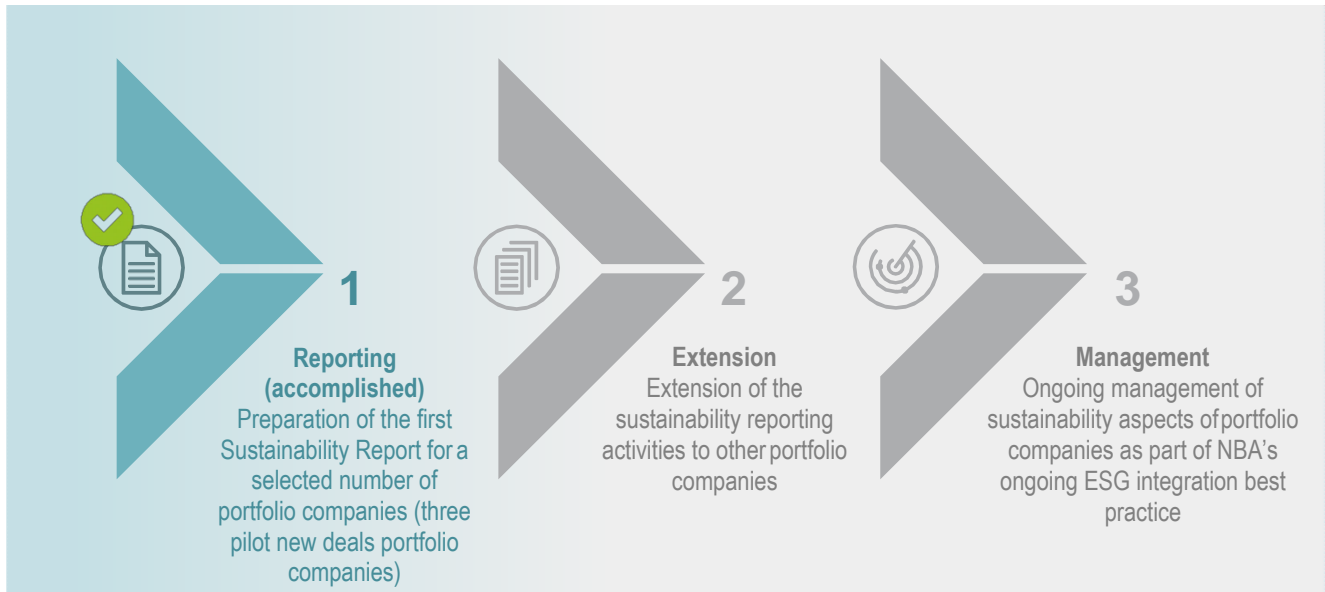 1
Reporting
(accomplished)
Preparation of the first
Sustainability Report for a
selected number of
portfolio companies (three
pilot new deals portfolio
companies)
2
Extension
Extension of the
sustainability reporting
activities to other portfolio
companies
3
Management
Ongoing management of
sustainability aspects of portfolio
companies as part of NBA’s
ongoing ESG integration best
practice